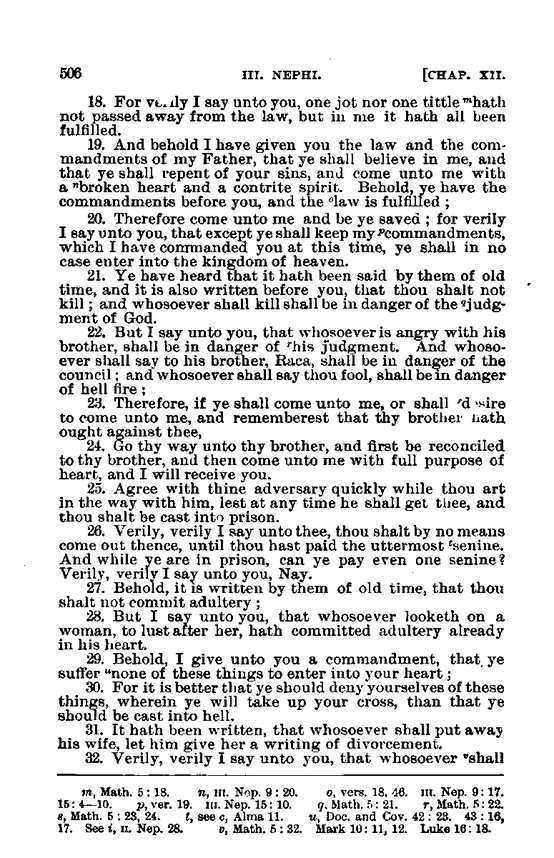 506 III. NEPHI. [CHAP. XII.
18. For verily I say unto you, one jot nor one tittle ᵐhath
not passed away from the law, but in me it hath all been
fulfilled.
19. And behold I have given you the law and the com-
mandments of my Father, that ye shall believe in me, and
that ye shall repent of your sins, and come unto me with
a ⁿbroken heart and a contrite spirit. Behold, ye have the
commandments before you, and the ᵒlaw is fulfilled ;
20. Therefore come unto me and be ye saved ; for verily
I say unto you, that except ye shall keep my ᵖcommandments,
which I have commanded you at this time, ye shall in no
case enter into the kingdom of heaven.
21. Ye have heard that it hath been said by them of old
time, and it is also written before you, that thou shalt not
kill ; and whosoever shall kill shall be in danger of the qjudg-
ment of God.
22. But I say unto you, that whosoever is angry with his
brother, shall be in danger of ʳhis judgment. And whoso-
ever shall say to his brother, Raca, shall be in danger of the
council ; and whosoever shall say thou fool, shall be in danger
of hell fire ;
23. Therefore, if ye shall come unto me, or shall ˢdesire
to come unto me, and rememberest that thy brother hath
ought against thee,
24. Go thy way unto thy brother, and first be reconciled
to thy brother, and then come unto me with full purpose of
heart, and I will receive you.
25. Agree with thine adversary quickly while thou art
in the way with him, lest at any time he shall get thee, and
thou shalt be cast into prison.
26. Verily, verily I say unto thee, thou shalt by no means
come out thence, until thou hast paid the uttermost ᵗsenine.
And while ye are in prison, can ye pay even one senine?
Verily, verily I say unto you, Nay.
27. Behold, it is written by them of old time, that thou
shalt not commit adultery ;
28. But I say unto you, that whosoever looketh on a
woman, to lust after her, hath committed adultery already
in his heart.
29. Behold, I give unto you a commandment, that ye
suffer ᵘnone of these things to enter into your heart ;
30. For it is better that ye should deny yourselves of these
things, wherein ye will take up your cross, than that ye
should be cast into hell.
31. It hath been written, that whosoever shall put away
his wife, let him give her a writing of divorcement.
32. Verily, verily I say unto you, that whosoever ᵛshall
m, Math. 5 : 18. n, III. Nep. 9 : 20. o, vers. 18, 46. III. Nep. 9 : 17.
15 : 4—10. p, ver. 19. III. Nep. 15 : 10. q, Math. 5 : 21. r, Math. 5 : 22.
s, Math. 5 : 23, 24. t, see c, Alma 11. u, Doc. and Cov. 42 : 23. 43 : 16,
17. See i, II. Nep. 28. v, Math. 5 : 32. Mark 10 : 11, 12. Luke 16 : 18.